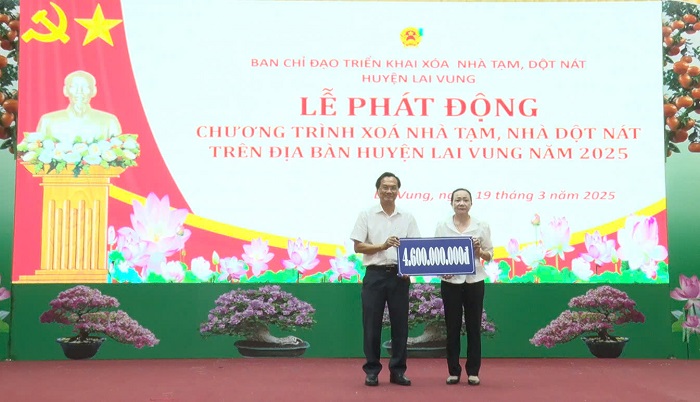 BAN CHỈ ĐẠO TRIỂN KHAI XÓA NHÀ TẠM, DỘT NÁT
HUYỆN LAI VUNG
LỄ PHÁT ĐỘNG
CHƯƠNG TRÌNH XOÁ NHÀ TẠM, NHÀ DỘT NÁT
TRÊN ĐỊA BÀN HUYỆN LAI VUNG NĂM 2025
Vung, 19 tháng 3 năm 2025
4.600.000.000đ